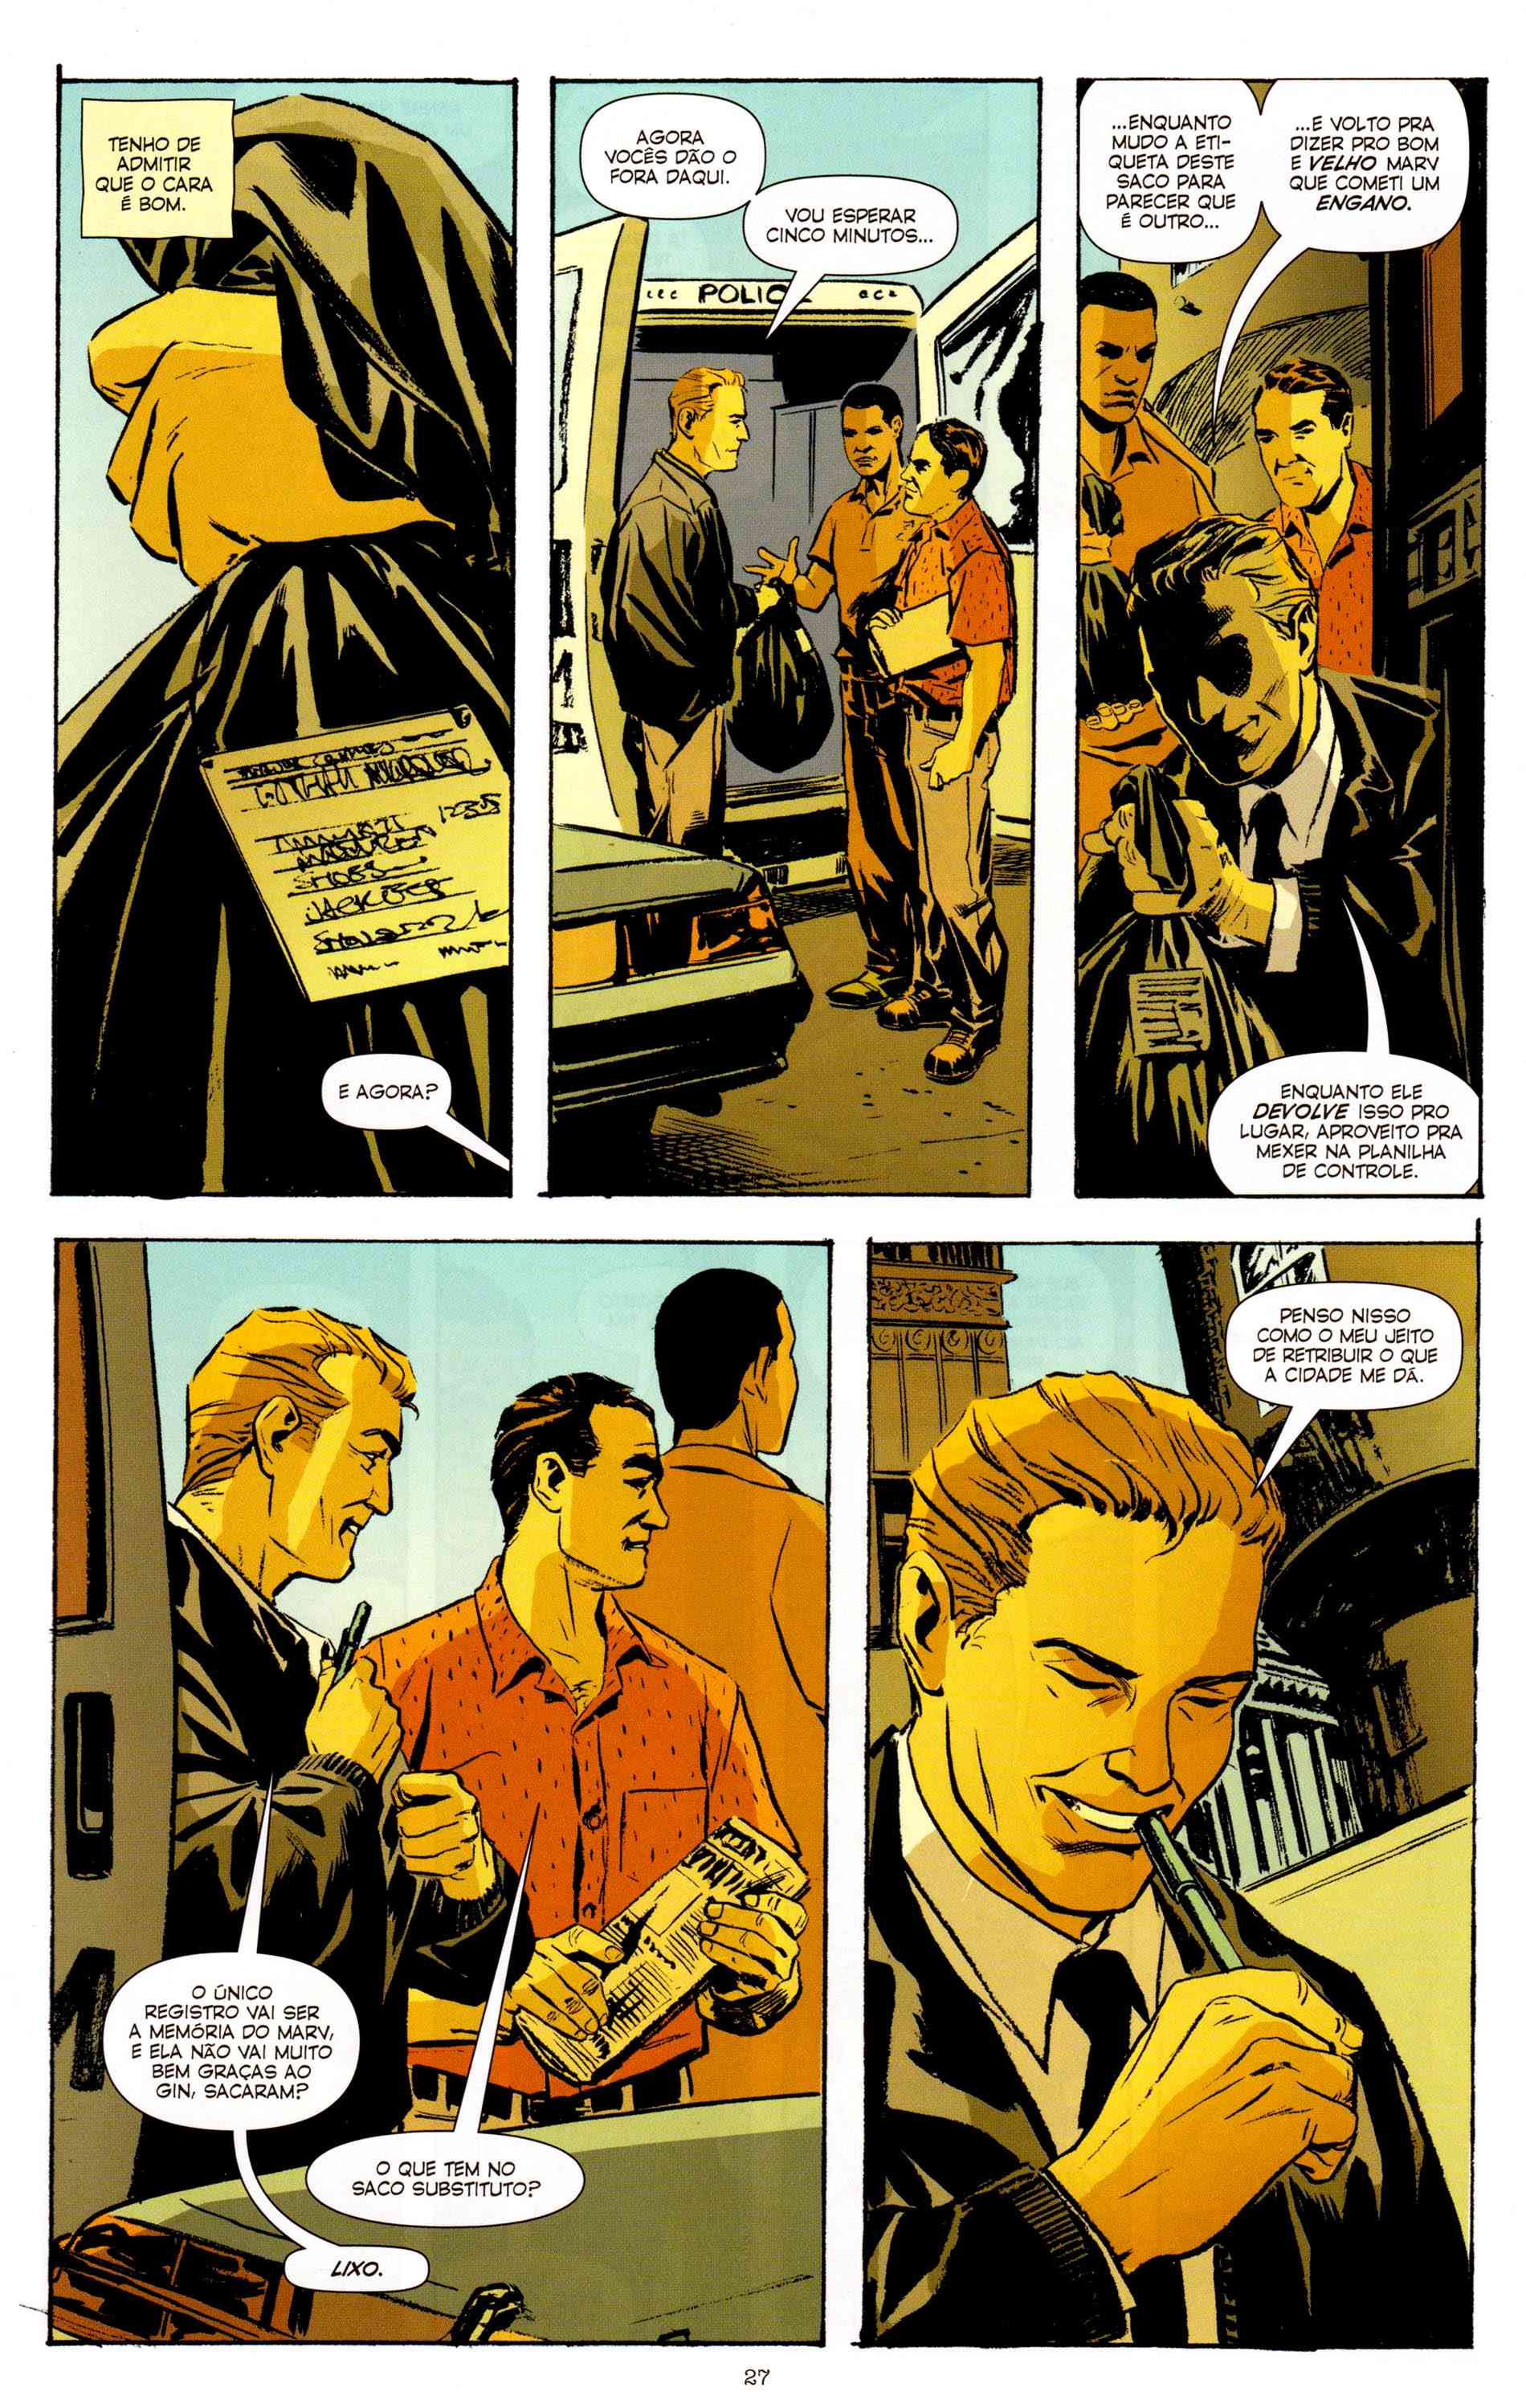 TENHO DE
ADMITIR
QUE O CARA
É BOM.
E AGORA?
AGORA
VOCÊS DÃO O
FORA DAQUI.
VOU ESPERAR
CINCO MINUTOS...
POLICE
...ENQUANTO
MUDO A ETI-
QUETA DESTE
SACO PARA
PARECER QUE
É OUTRO...
...E VOLTO PRA
DIZER PRO BOM
E VELHO MARV
QUE COMETI UM
ENGANO.
ENQUANTO ELE
DEVOLVE ISSO PRO
LUGAR, APROVEITO PRA
MEXER NA PLANILHA
DE CONTROLE.
O ÚNICO
REGISTRO VAI SER
A MEMÓRIA DO MARV,
E ELA NÃO VAI MUITO
BEM GRAÇAS AO
GIN, SACARAM?
O QUE TEM NO
SACO SUBSTITUTO?
LIXO.
PENSO NISSO
COMO O MEU JEITO
DE RETRIBUIR O QUE
A CIDADE ME DÁ.
27